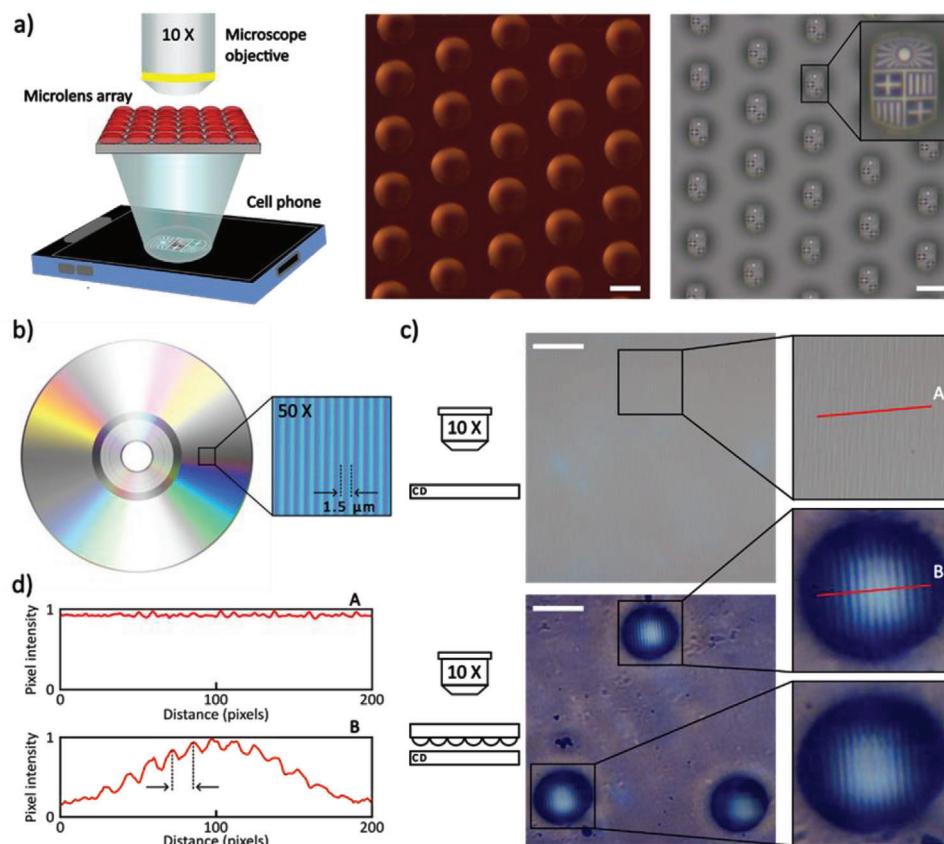 a)
10 X
Microscope
objective
Microlens array
Cell phone
b)
50 X
1.5 μm
c)
10 X
CD
A
B
d)
A
Pixel intensity
1
0
0
100
200
Distance (pixels)
B
Pixel intensity
1
0
0
100
200
Distance (pixels)
10 X
CD